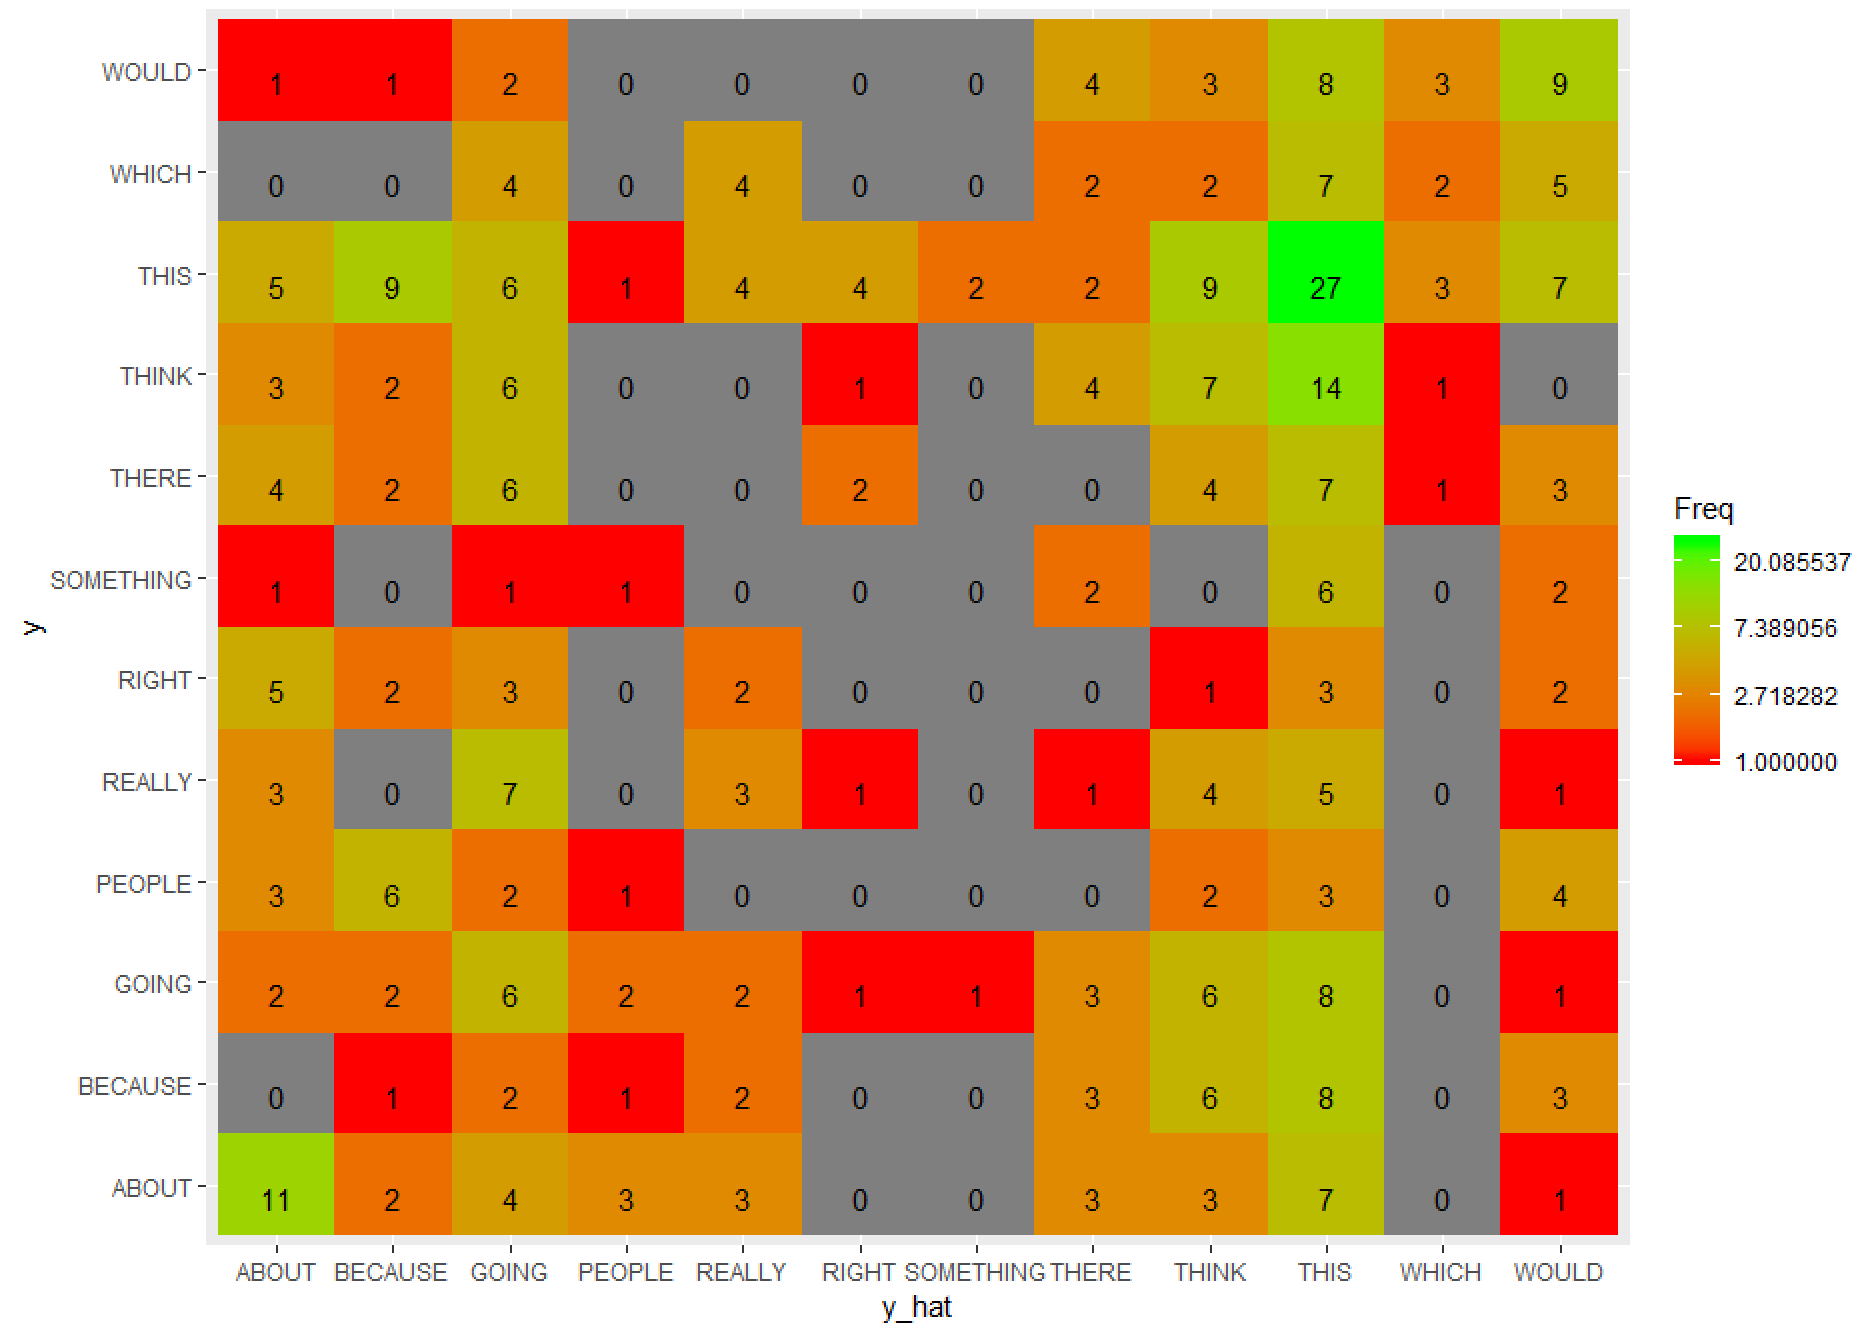 WOULD 1 1 2 0 0 0 0 4 3 8 3 9
WHICH 0 0 4 0 4 0 0 2 2 7 2 5
THIS 5 9 6 1 4 4 2 2 9 27 3 7
THINK 3 2 6 0 0 1 0 4 7 14 1 0
THERE 4 2 6 0 0 2 0 0 4 7 1 3
SOMETHING 1 0 1 1 0 0 0 2 0 6 0 2
RIGHT 5 2 3 0 2 0 0 0 1 3 0 2
REALLY 3 0 7 0 3 1 0 1 4 5 0 1
PEOPLE 3 6 2 1 0 0 0 0 2 3 0 4
GOING 2 2 6 2 2 1 1 3 6 8 0 1
BECAUSE 0 1 2 1 2 0 0 3 6 8 0 3
ABOUT 11 2 4 3 3 0 0 3 3 7 0 1
ABOUT BECAUSE GOING PEOPLE REALLY RIGHT SOMETHING THERE THINK THIS WHICH WOULD
y_hat
y
Freq
20.085537
7.389056
2.718282
1.000000